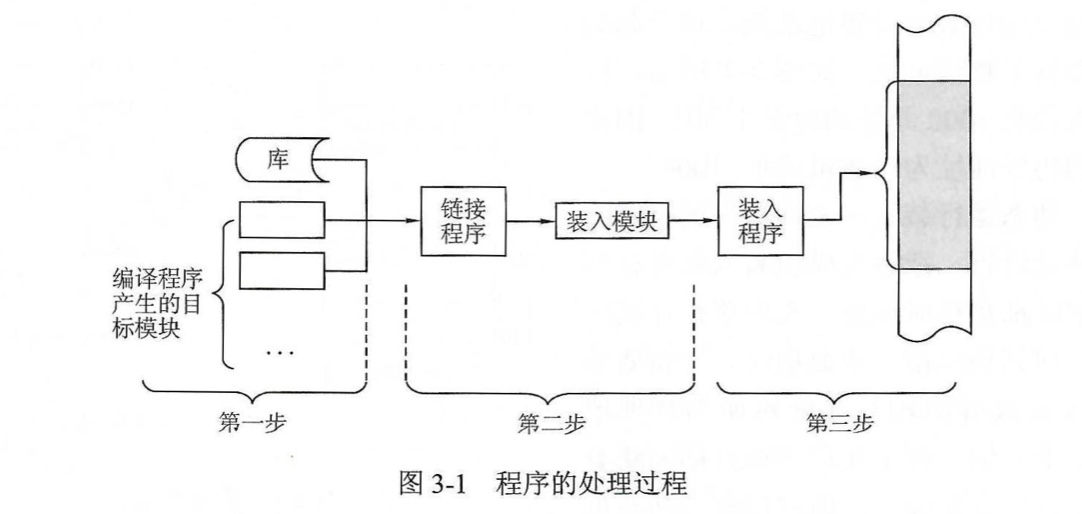 库
编译程序
产生的目
标模块
…
链接
程序
装入模块
装入
程序
第一步
第二步
第三步
图 3-1 程序的处理过程